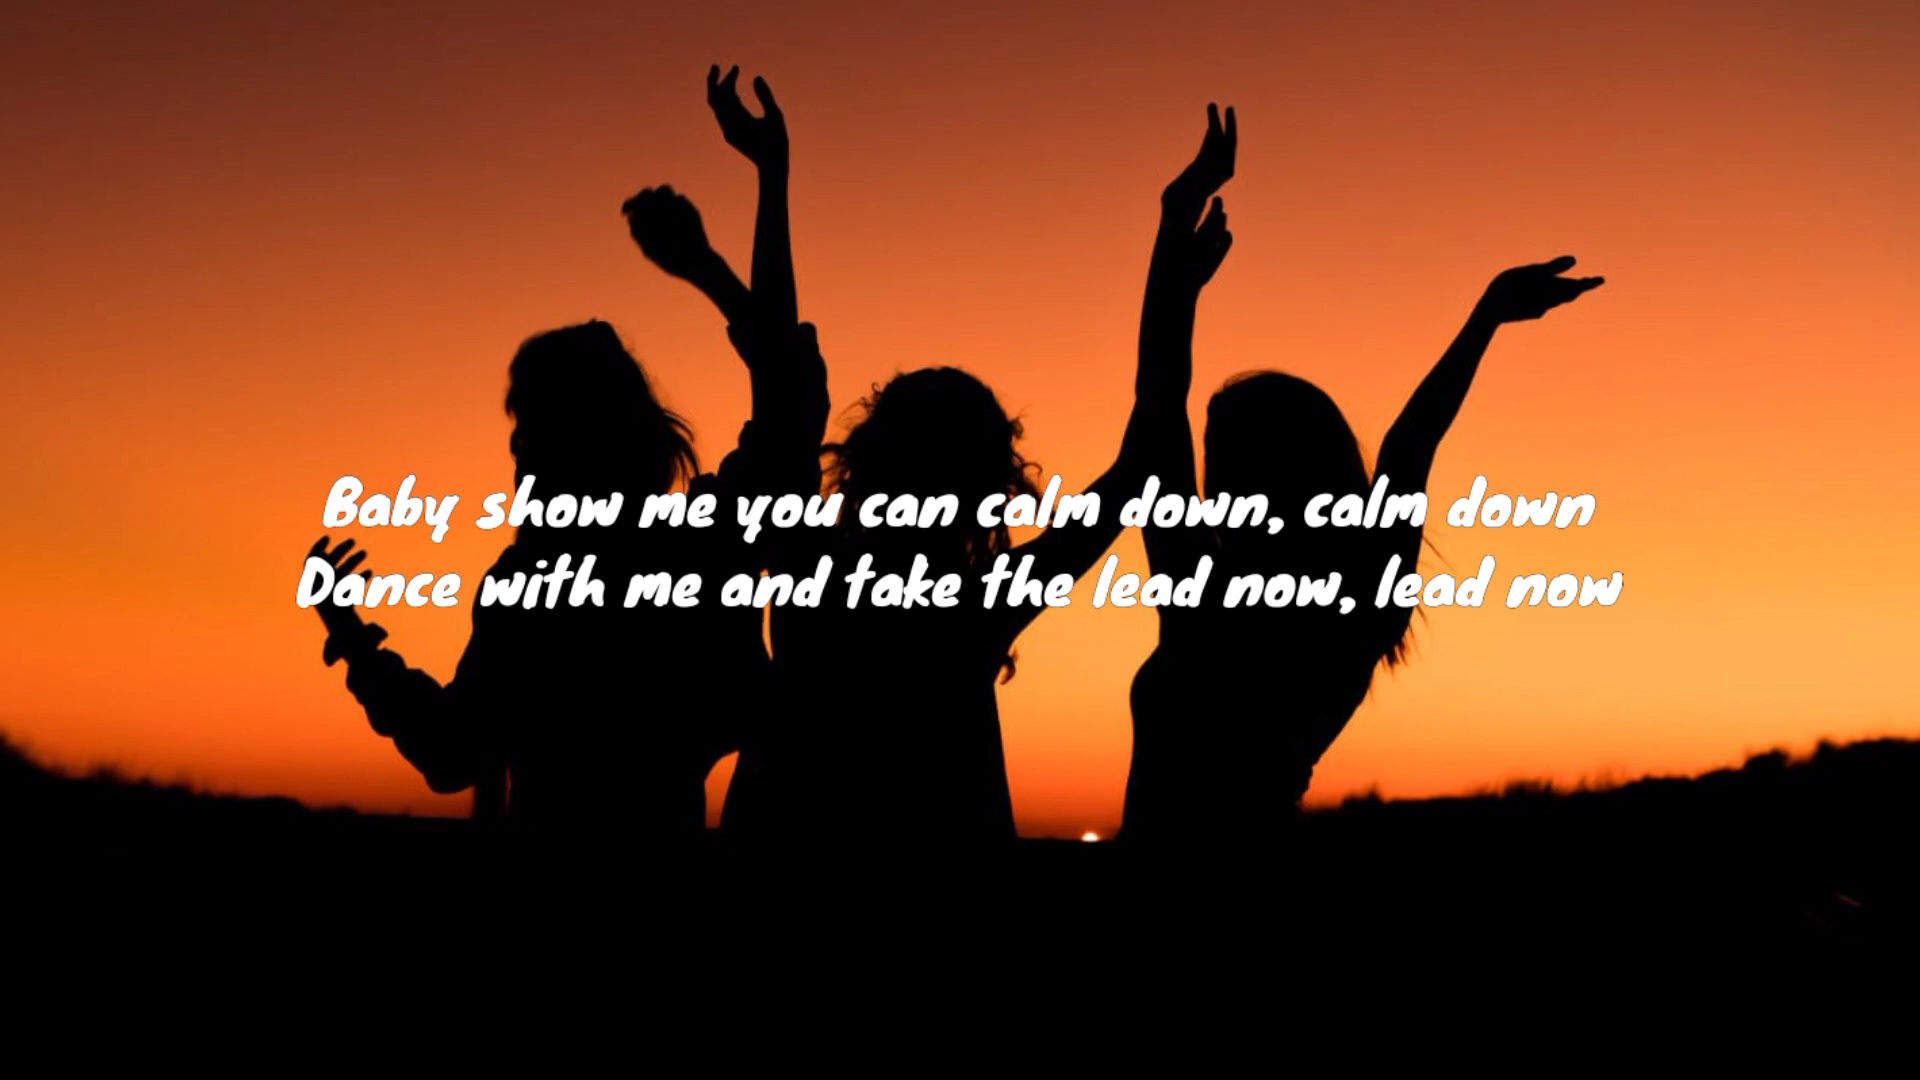 Baby show me you can calm down, calm down
Dance with me and take the lead now, lead now